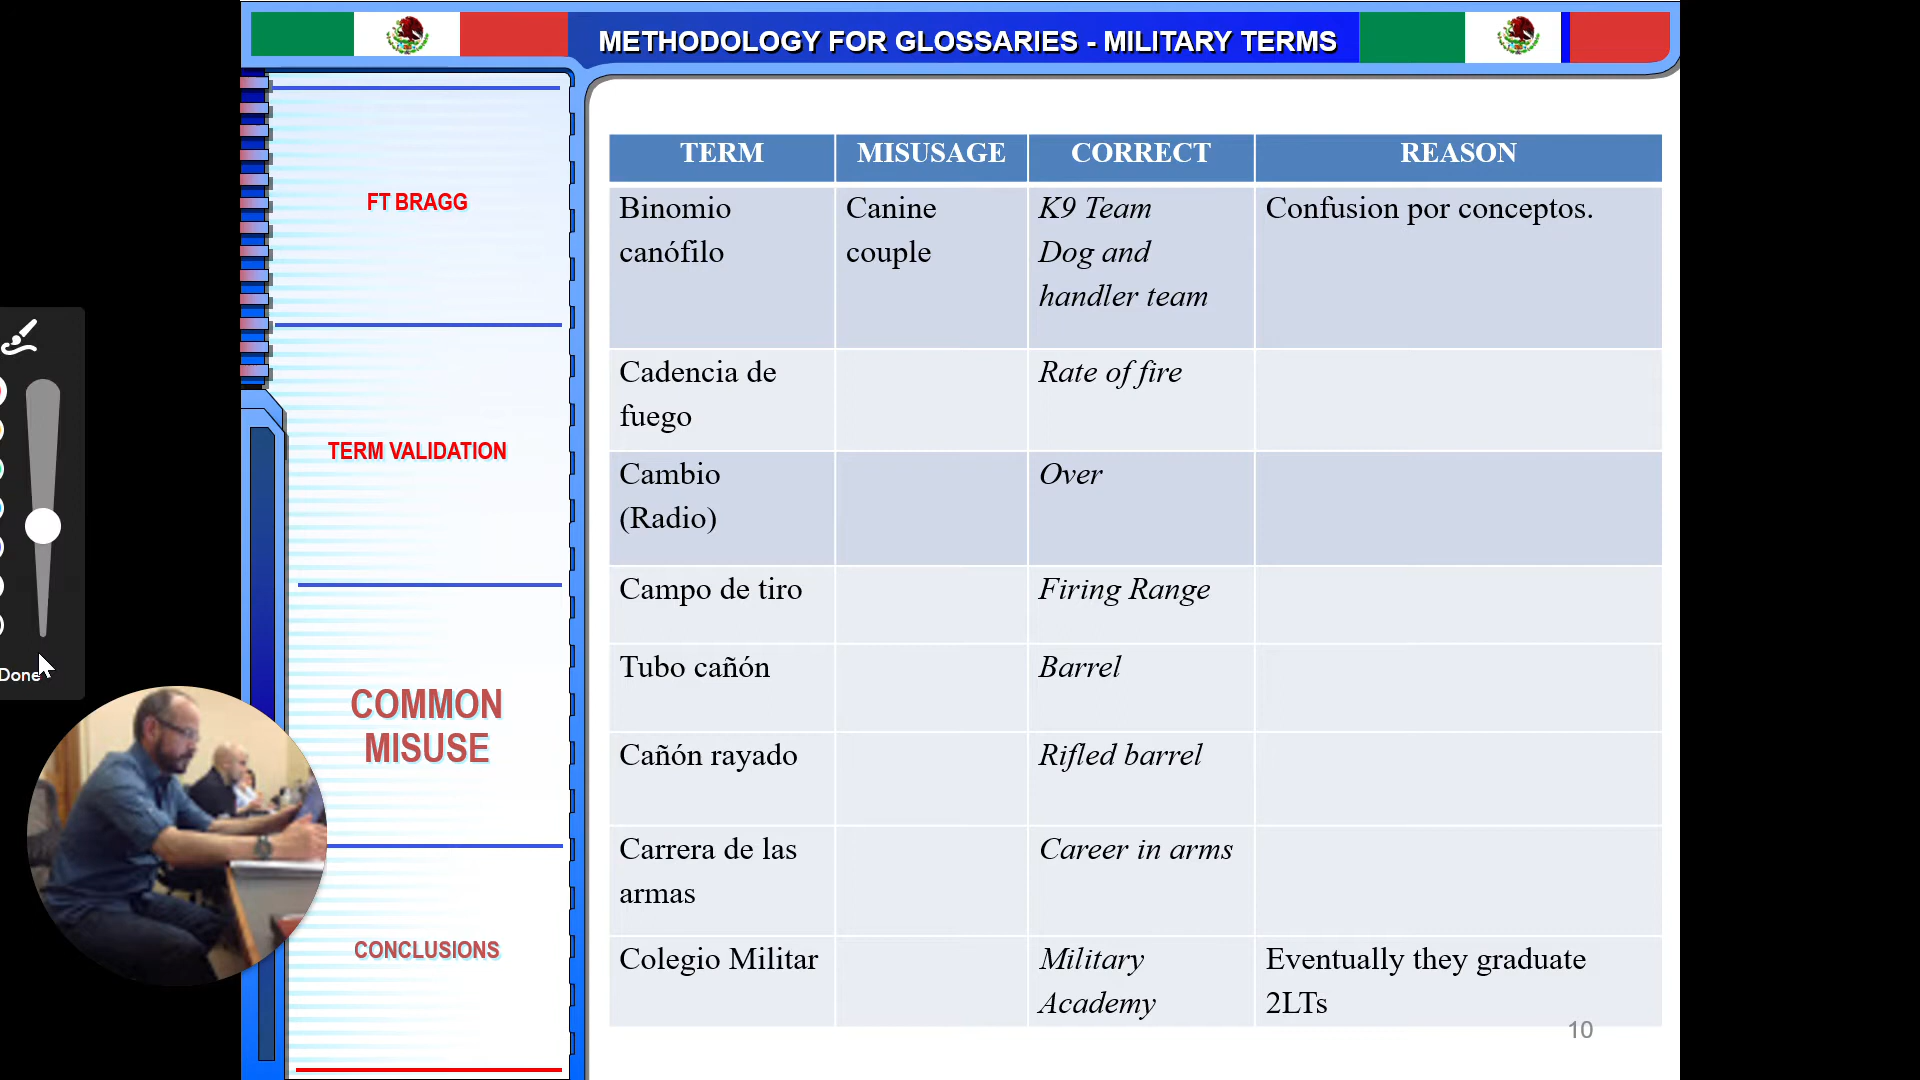 METHODOLOGY FOR GLOSSARIES - MILITARY TERMS
FT BRAGG
TERM VALIDATION
COMMON
MISUSE
CONCLUSIONS
Done
TERM MISUSAGE CORRECT REASON
Binomio Canine K9 Team Confusion por conceptos.
canófilo couple Dog and
handler team
Cadencia de Rate of fire
fuego
Cambio Over
(Radio)
Campo de tiro Firing Range
Tubo cañón Barrel
Cañón rayado Rifled barrel
Carrera de las Career in arms
armas
Colegio Militar Military Eventually they graduate
Academy 2LTs
10